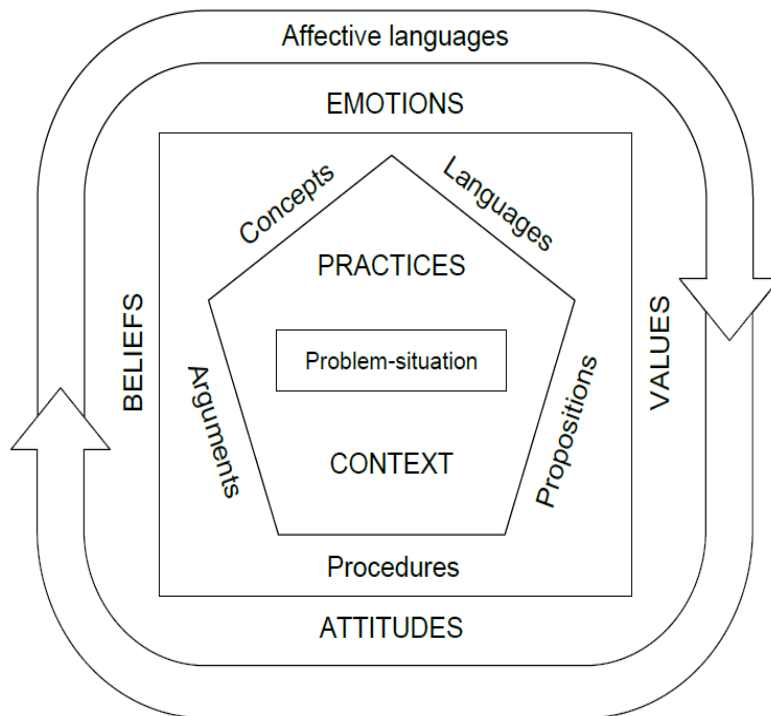 Affective languages
EMOTIONS
Concepts
Languages
PRACTICES
BELIEFS
Problem-situation
VALUES
Arguments
Propositions
CONTEXT
Procedures
ATTITUDES